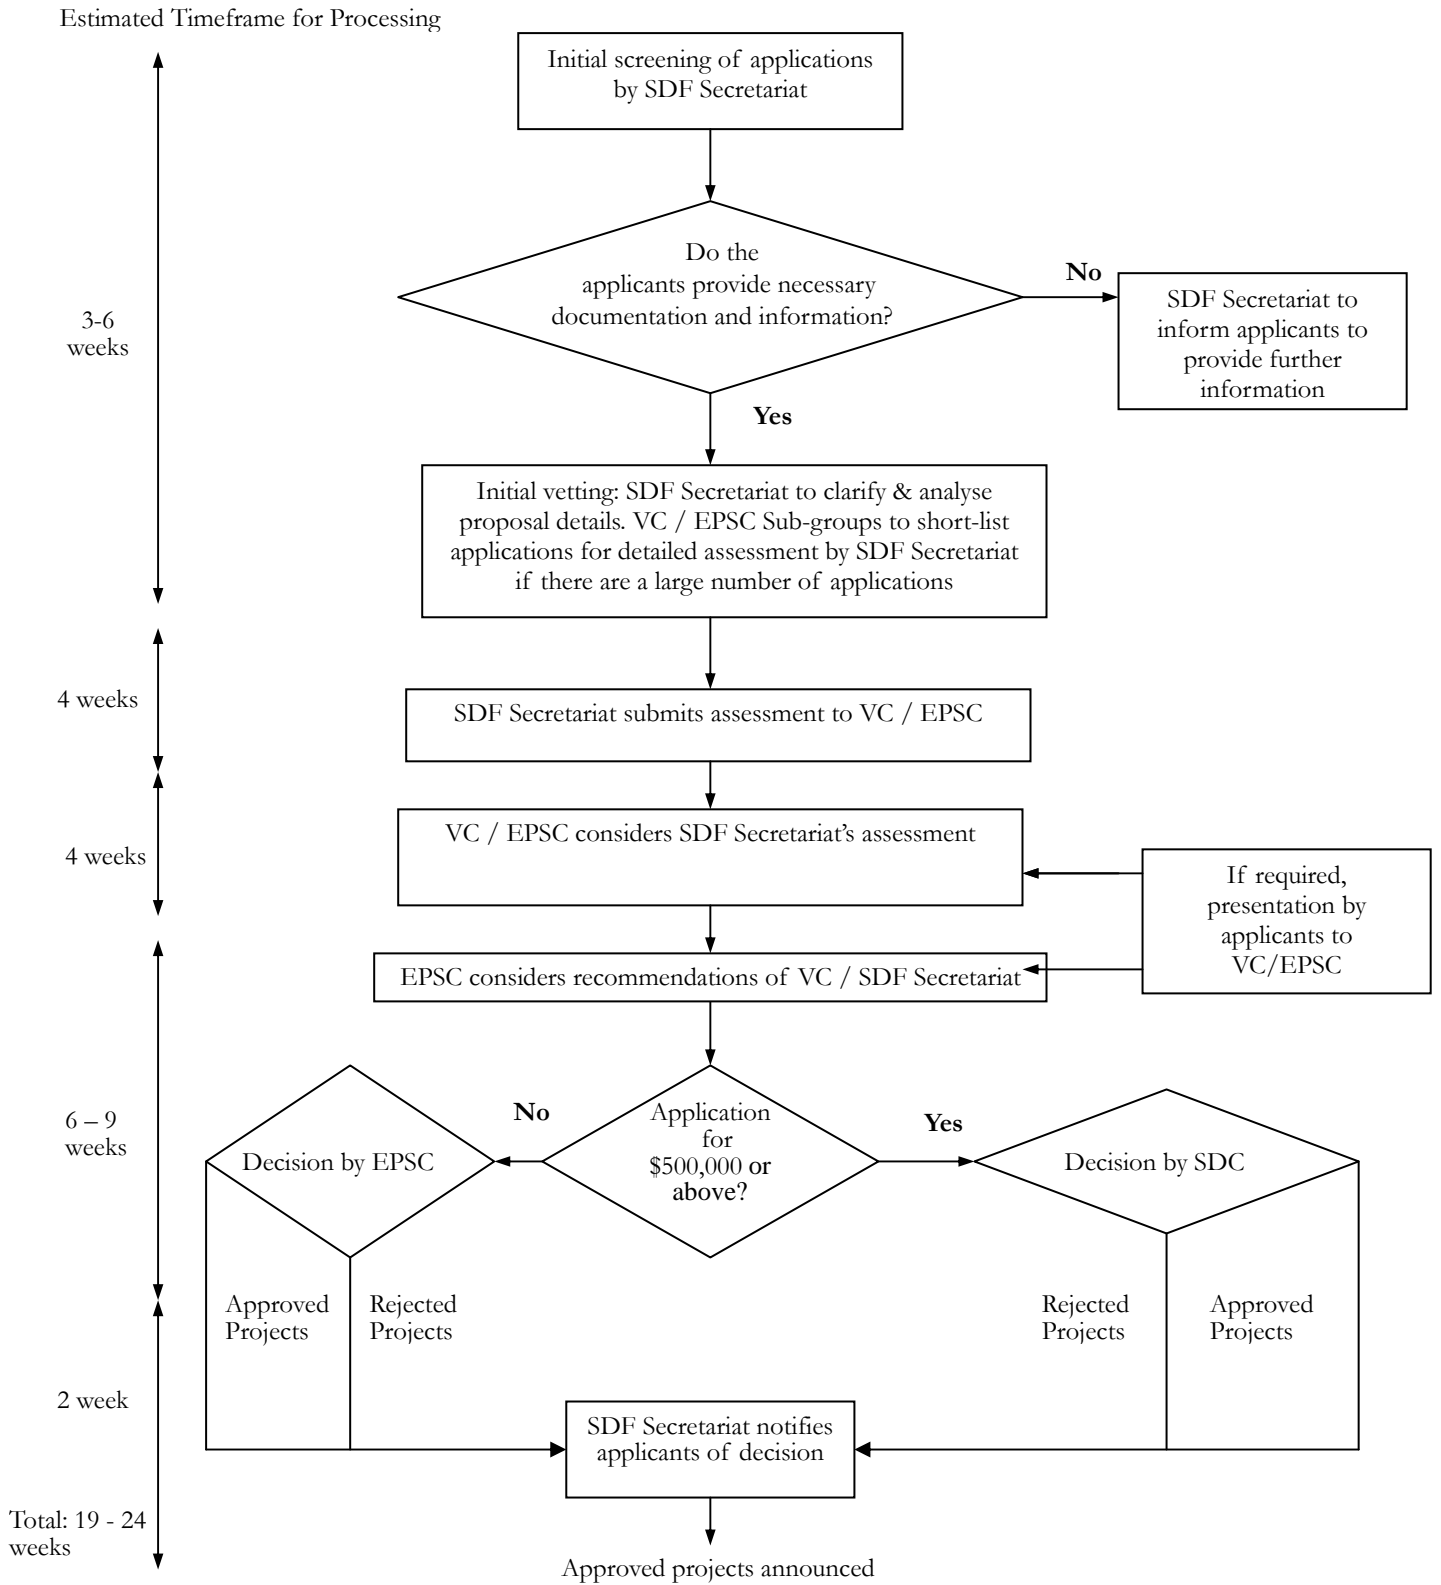 Estimated Timeframe for Processing
Initial screening of applications
by SDF Secretariat
Do the
applicants provide necessary
documentation and information?
No
SDF Secretariat to
inform applicants to
provide further
information
3-6
weeks
Yes
Initial vetting: SDF Secretariat to clarify & analyse
proposal details. VC / EPSC Sub-groups to short-list
applications for detailed assessment by SDF Secretariat
if there are a large number of applications
4 weeks
SDF Secretariat submits assessment to VC / EPSC
4 weeks
VC / EPSC considers SDF Secretariat's assessment
If required,
presentation by
applicants to
VC/EPSC
EPSC considers recommendations of VC / SDF Secretariat
6 – 9
weeks
No
Application
for
$500,000 or
above?
Yes
Decision by EPSC
Decision by SDC
Approved
Projects
Rejected
Projects
Rejected
Projects
Approved
Projects
2 week
SDF Secretariat notifies
applicants of decision
Total: 19 - 24
weeks
Approved projects announced